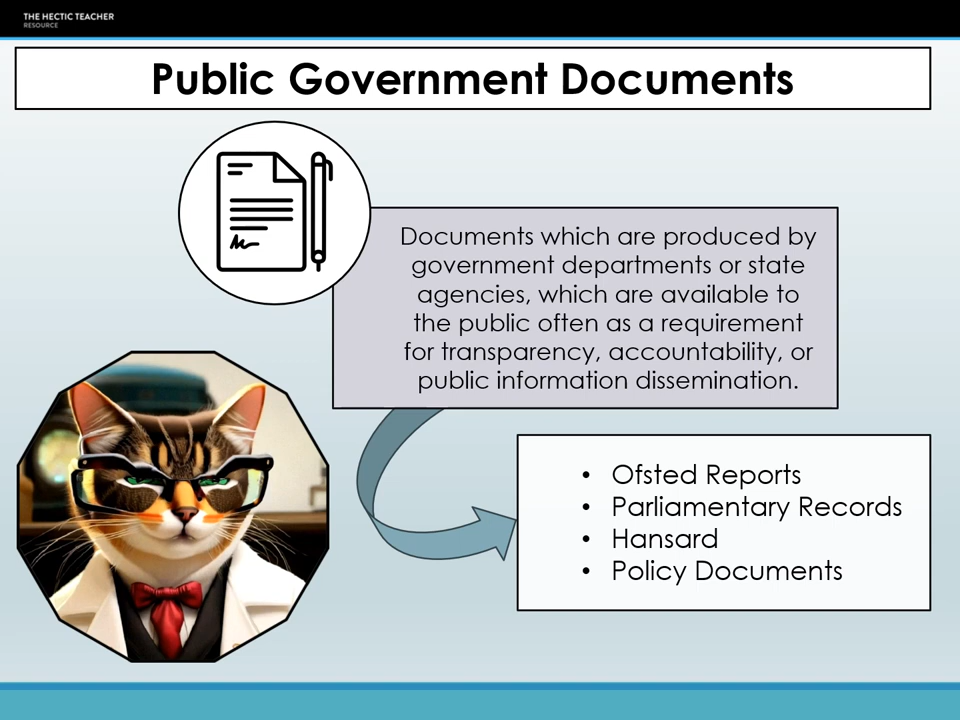 THE HECTIC TEACHER
RESOURCE
Public Government Documents
Documents which are produced by
government departments or state
agencies, which are available to
the public often as a requirement
for transparency, accountability, or
public information dissemination.
• Ofsted Reports
• Parliamentary Records
• Hansard
• Policy Documents